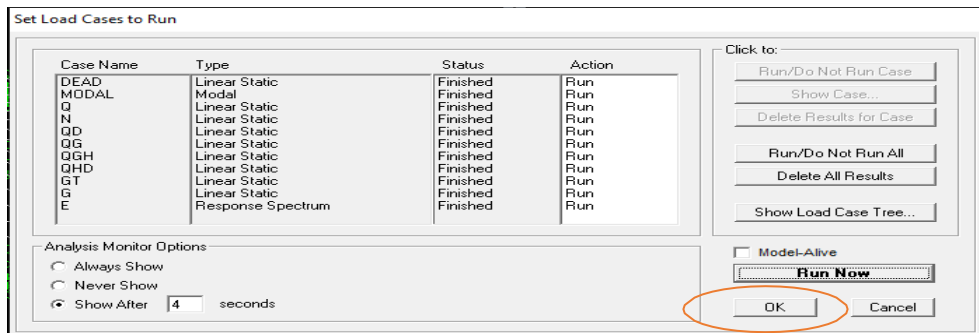 Set Load Cases to Run
Click to:
Case Name Type Status Action
DEAD Linear Static Finished Run
MODAL Modal Finished Run
Q Linear Static Finished Run
N Linear Static Finished Run
QD Linear Static Finished Run
QG Linear Static Finished Run
QGH Linear Static Finished Run
QHD Linear Static Finished Run
GT Linear Static Finished Run
G Linear Static Finished Run
E Response Spectrum Finished Run
Run/Do Not Run Case
Show Case...
Delete Results for Case
Run/Do Not Run All
Delete All Results
Show Load Case Tree...
Analysis Monitor Options
Always Show
Never Show
Show After 4 seconds
Model-Alive
Run Now
OK Cancel